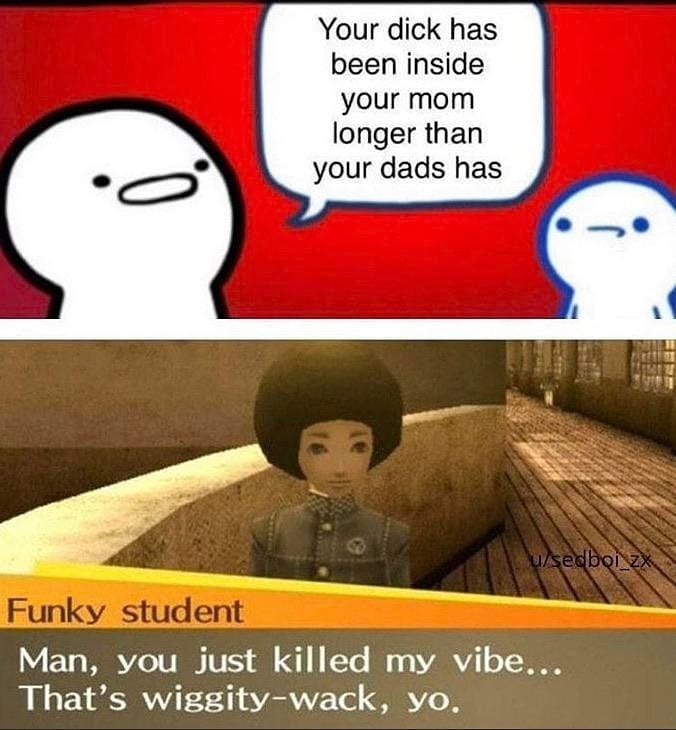 Your dick has
been inside
your mom
longer than
your dads has
u/sedboi_zx
Funky student
Man, you just killed my vibe...
That's wiggity-wack, yo.